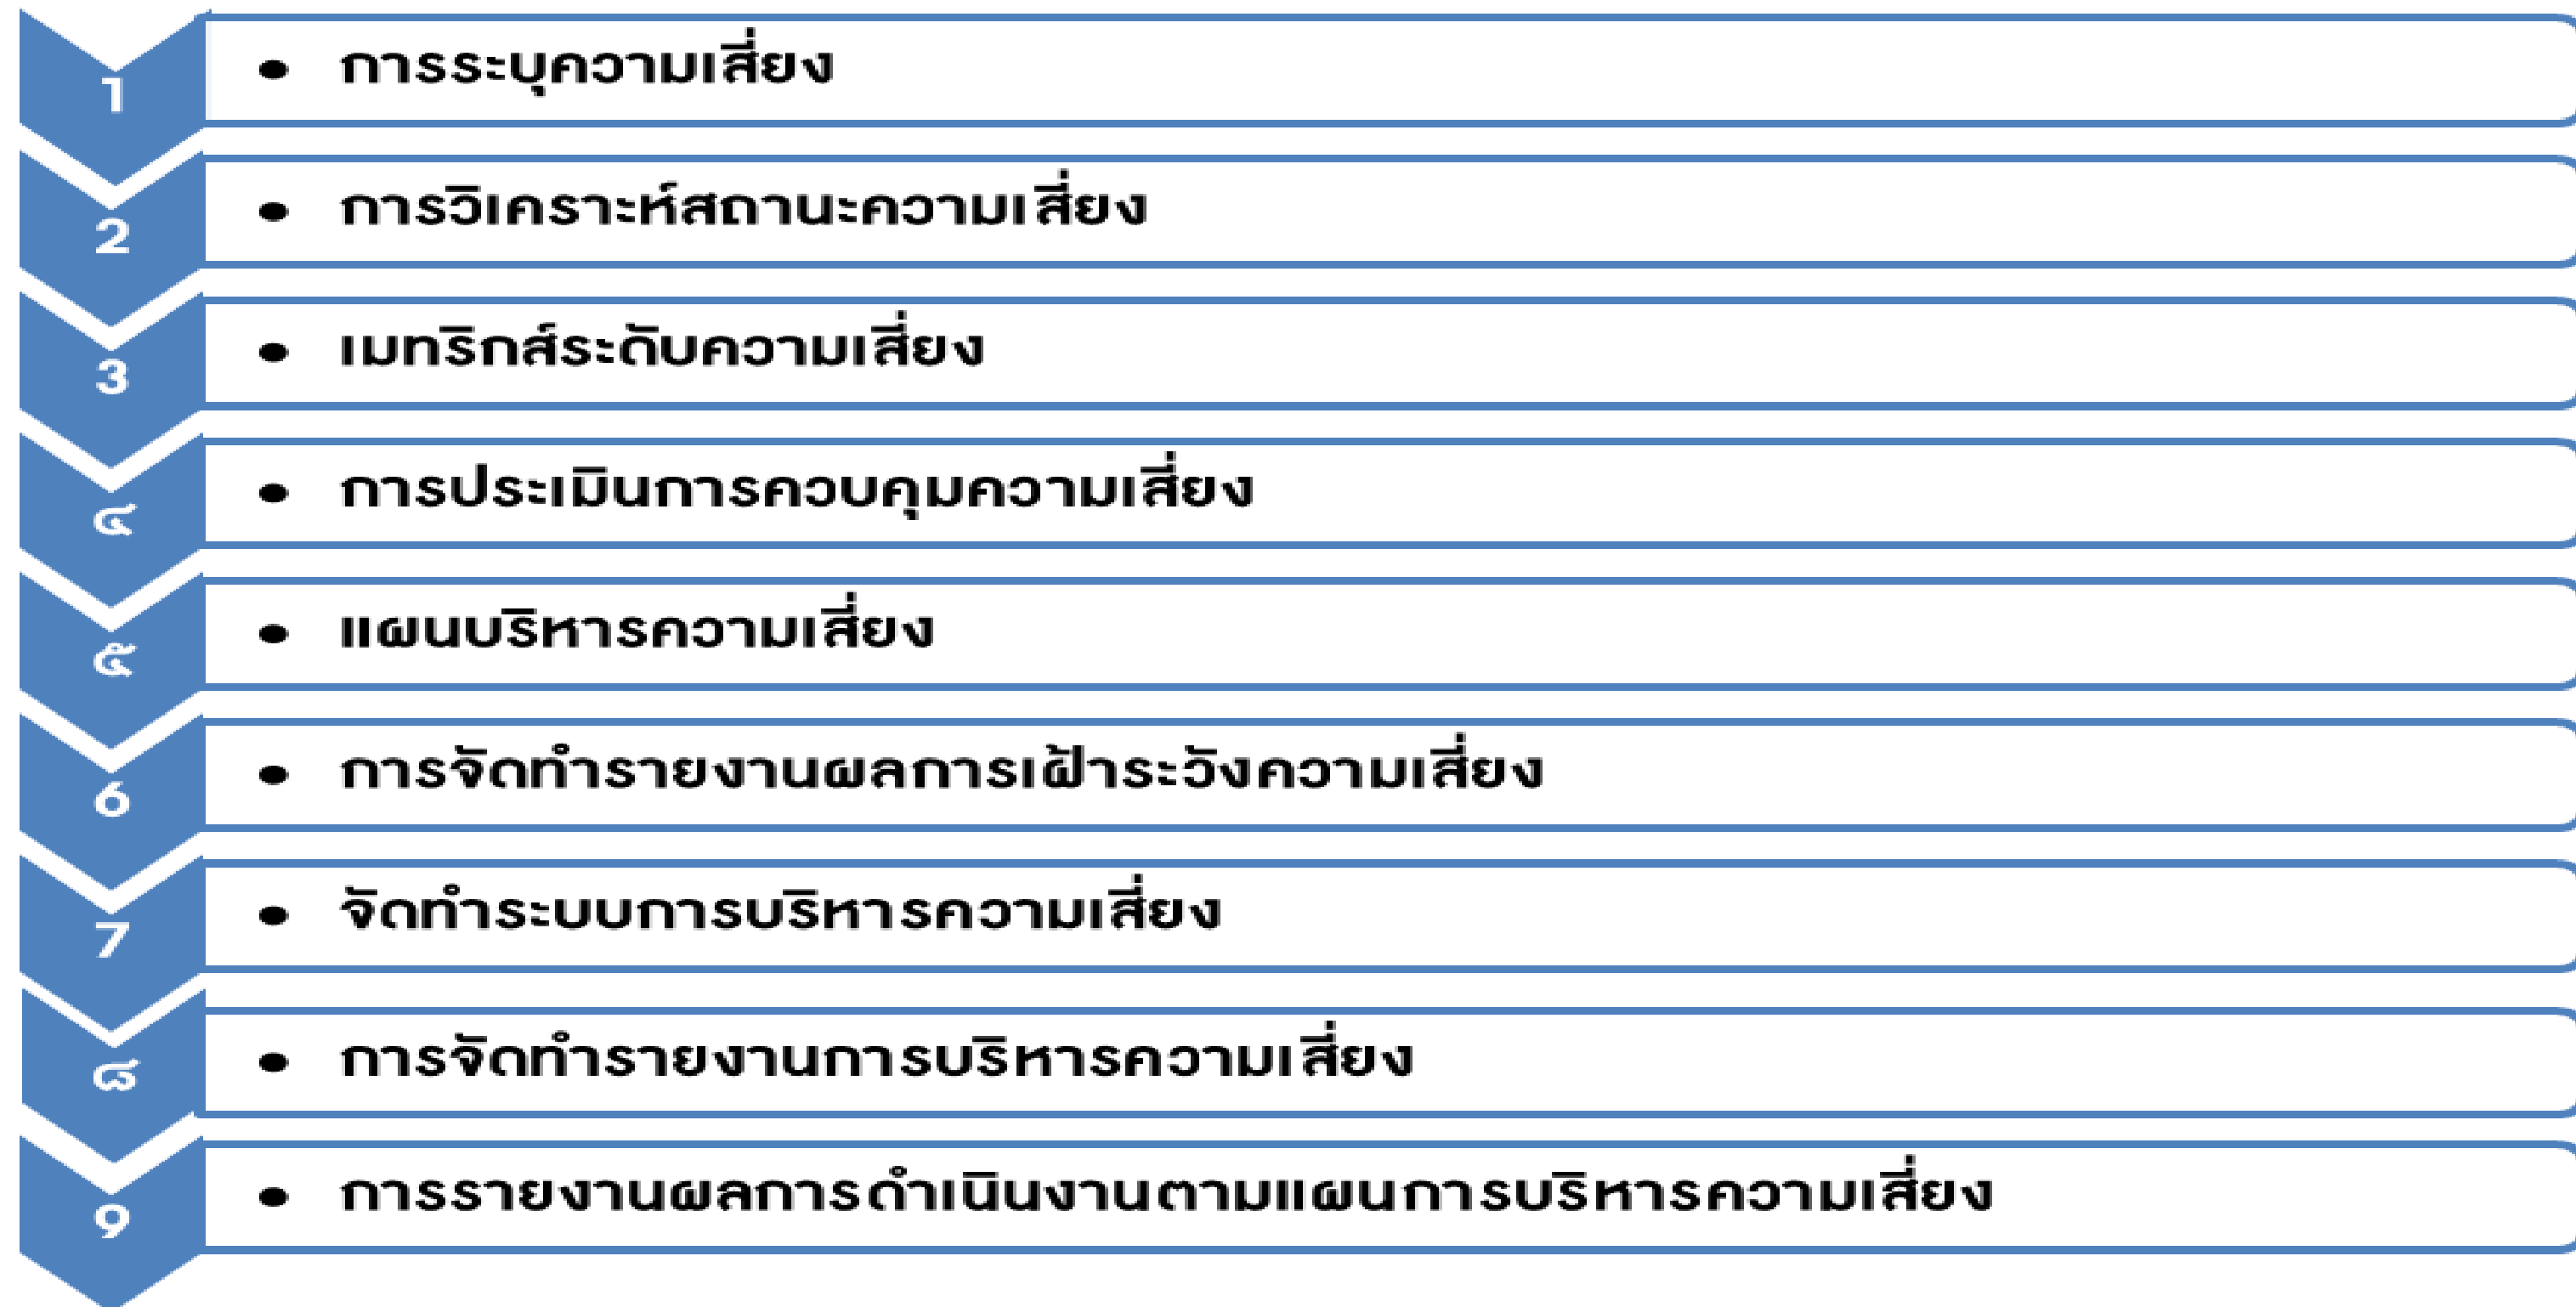 1 • การระบุความเสี่ยง
2 • การวิเคราะห์สถานะความเสี่ยง
3 • เมทริกส์ระดับความเสี่ยง
๔ • การประเมินการควบคุมความเสี่ยง
๕ • แผนบริหารความเสี่ยง
6 • การจัดทำรายงานผลการเฝ้าระวังความเสี่ยง
7 • จัดทำระบบการบริหารความเสี่ยง
๘ • การจัดทำรายงานการบริหารความเสี่ยง
9 • การรายงานผลการดำเนินงานตามแผนการบริหารความเสี่ยง